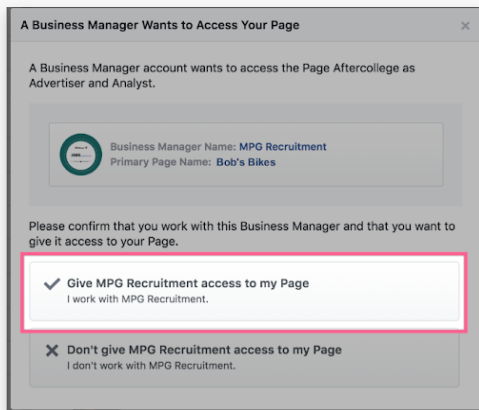 A Business Manager Wants to Access Your Page
A Business Manager account wants to access the Page Aftercollege as
Advertiser and Analyst.
Business Manager Name: MPG Recruitment
Primary Page Name: Bob's Bikes
Please confirm that you work with this Business Manager and that you want to
give it access to your Page.
Give MPG Recruitment access to my Page
I work with MPG Recruitment.
Don't give MPG Recruitment access to my Page
I don't work with MPG Recruitment.